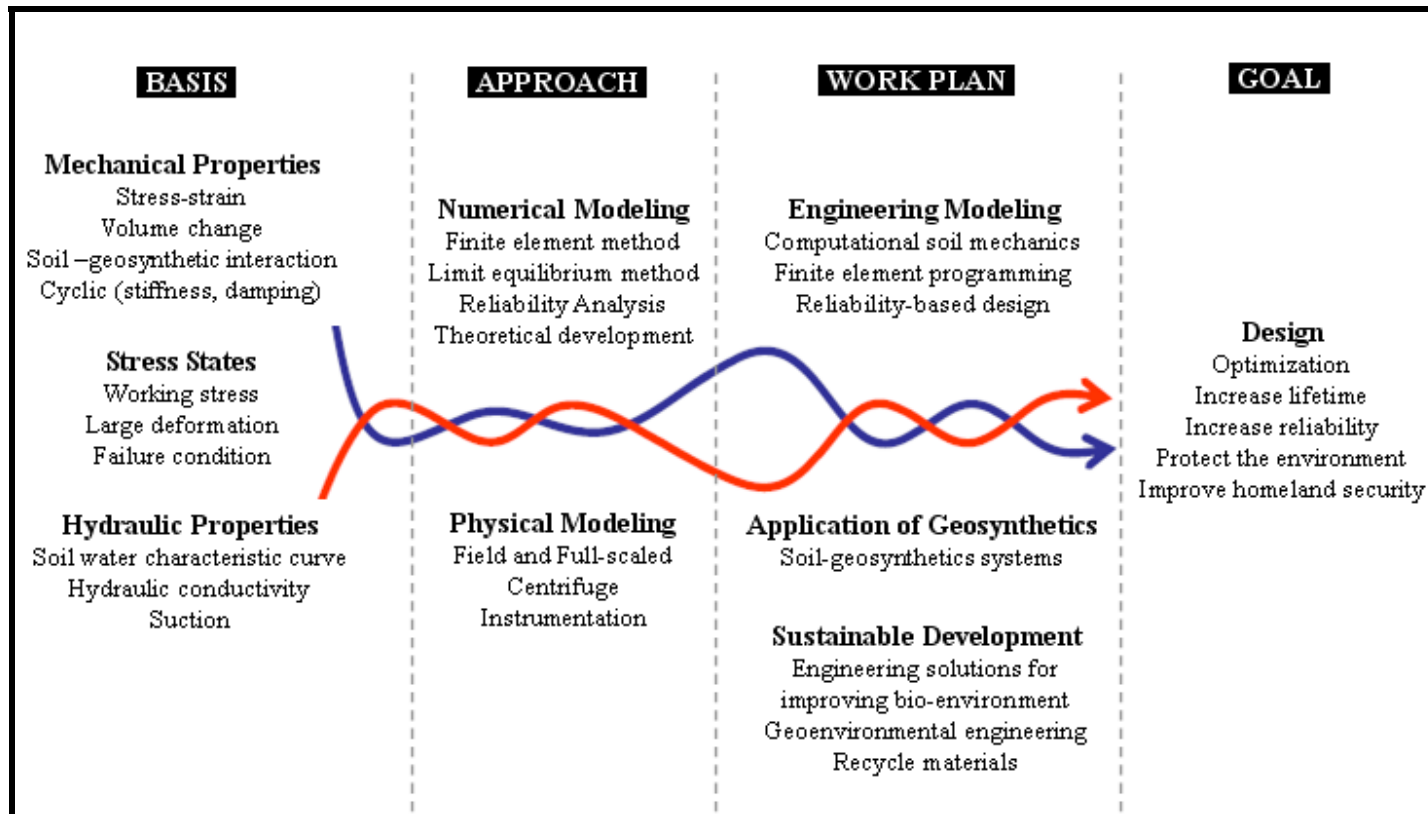 BASIS
Mechanical Properties
Stress-strain
Volume change
Soil –geosynthetic interaction
Cyclic (stiffness, damping)
Stress States
Working stress
Large deformation
Failure condition
Hydraulic Properties
Soil water characteristic curve
Hydraulic conductivity
Suction
APPROACH
Numerical Modeling
Finite element method
Limit equilibrium method
Reliability Analysis
Theoretical development
Physical Modeling
Field and Full-scaled
Centrifuge
Instrumentation
WORK PLAN
Engineering Modeling
Computational soil mechanics
Finite element programming
Reliability-based design
Application of Geosynthetics
Soil-geosynthetics systems
Sustainable Development
Engineering solutions for
improving bio-environment
Geoenvironmental engineering
Recycle materials
GOAL
Design
Optimization
Increase lifetime
Increase reliability
Protect the environment
Improve homeland security